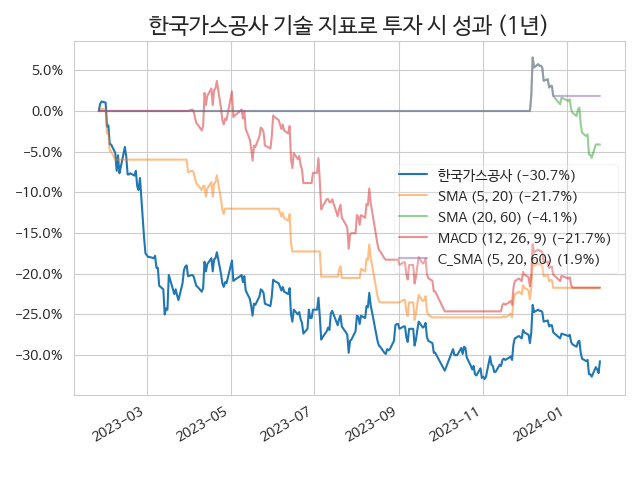 한국가스공사 기술 지표로 투자 시 성과 (1년)
5.0%
0.0%
−5.0%
−10.0%
−15.0%
−20.0%
−25.0%
−30.0%
한국가스공사 (−30.7%)
SMA (5, 20) (−21.7%)
SMA (20, 60) (−4.1%)
MACD (12, 26, 9) (−21.7%)
C_SMA (5, 20, 60) (1.9%)
2023−03
2023−05
2023−07
2023−09
2023−11
2024−01